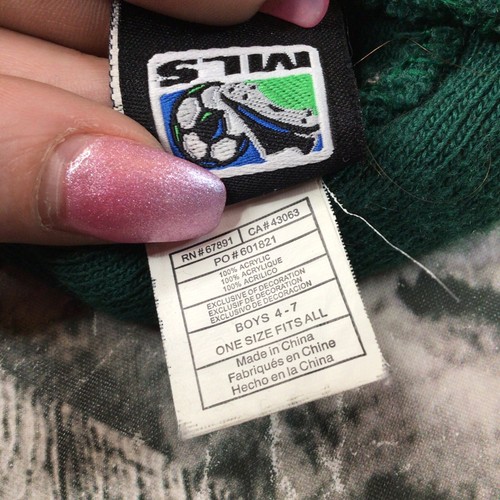 MLS
RN#67891 CA#43063
PO#601821
100% ACRYLIC
100% ACRYLIQUE
100% ACRILICO
EXCLUSIVE OF DECORATION
EXCLUSIF DE DECORATION
EXCLUSIVO DE DECORACION
BOYS 4-7
ONE SIZE FITS ALL
Made in China
Fabriqués en Chine
Hecho en la China